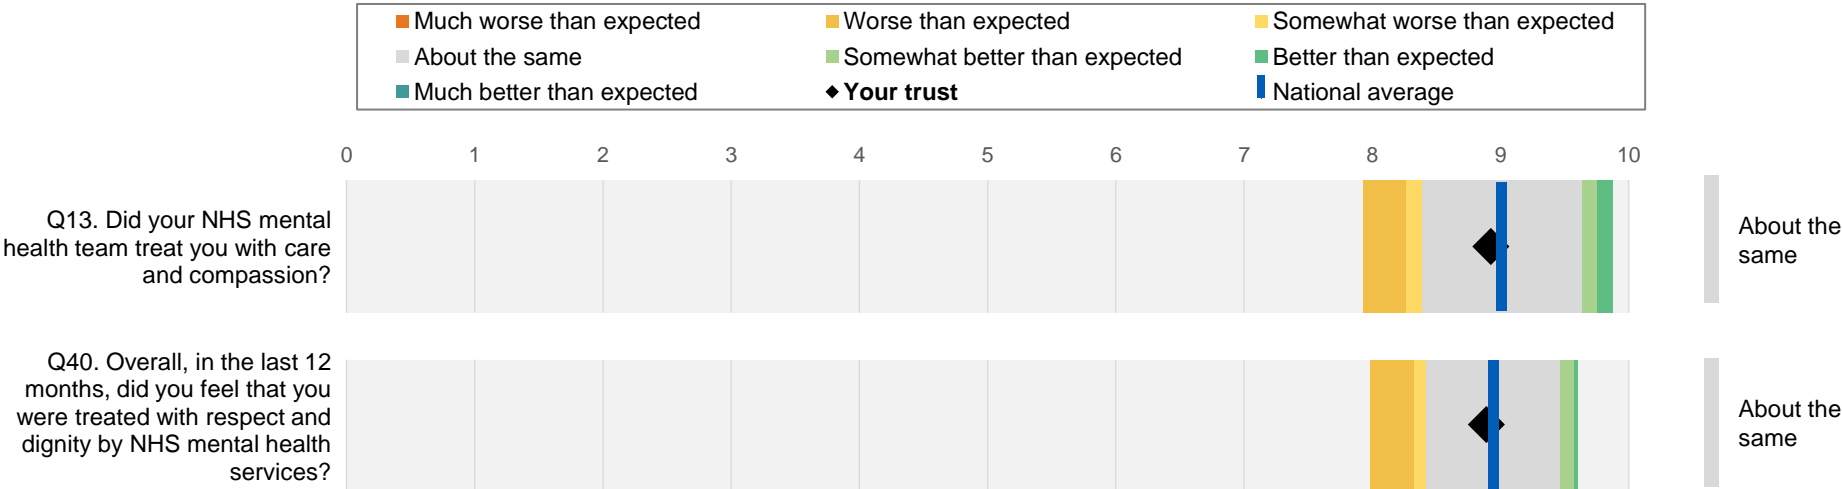 Much worse than expected
Worse than expected
Somewhat worse than expected
About the same
Somewhat better than expected
Better than expected
Much better than expected
Your trust
National average
0 1 2 3 4 5 6 7 8 9 10
Q13. Did your NHS mental
health team treat you with care
and compassion?
About the
same
Q40. Overall, in the last 12
months, did you feel that you
were treated with respect and
dignity by NHS mental health
services?
About the
same